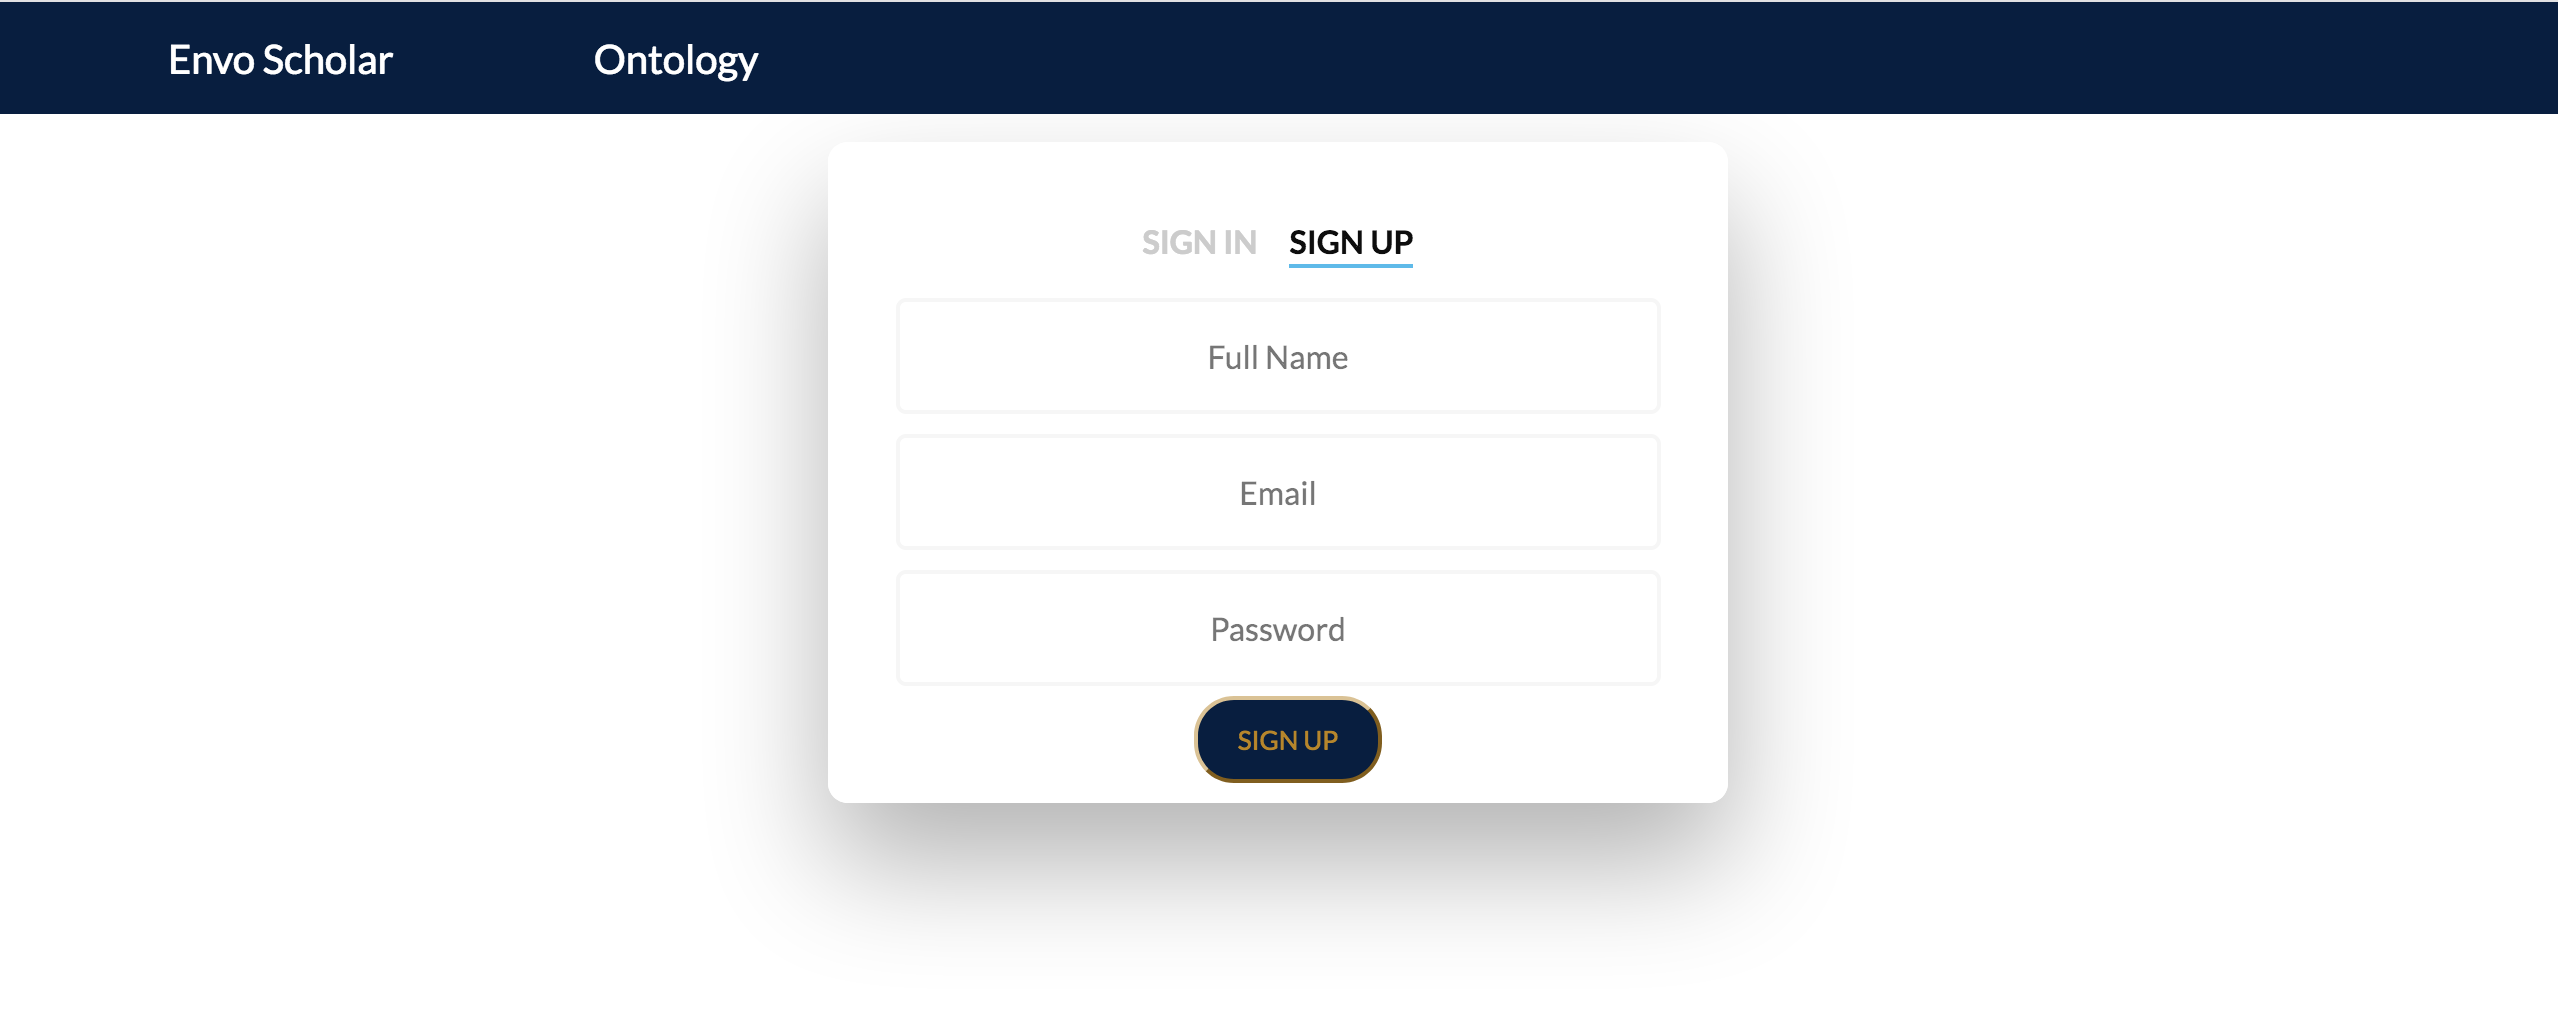 Envo Scholar Ontology
SIGN IN SIGN UP
Full Name
Email
Password
SIGN UP